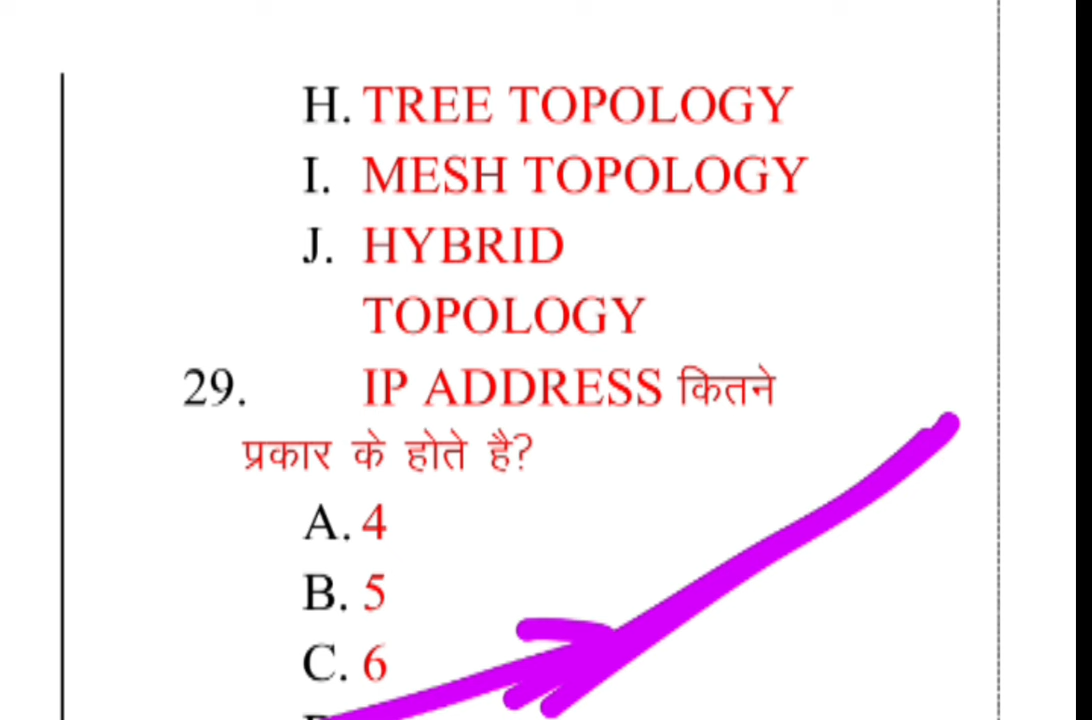 H. TREE TOPOLOGY
I. MESH TOPOLOGY
J. HYBRID
TOPOLOGY
29. IP ADDRESS कितने
प्रकार के होते है?
A. 4
B. 5
C. 6